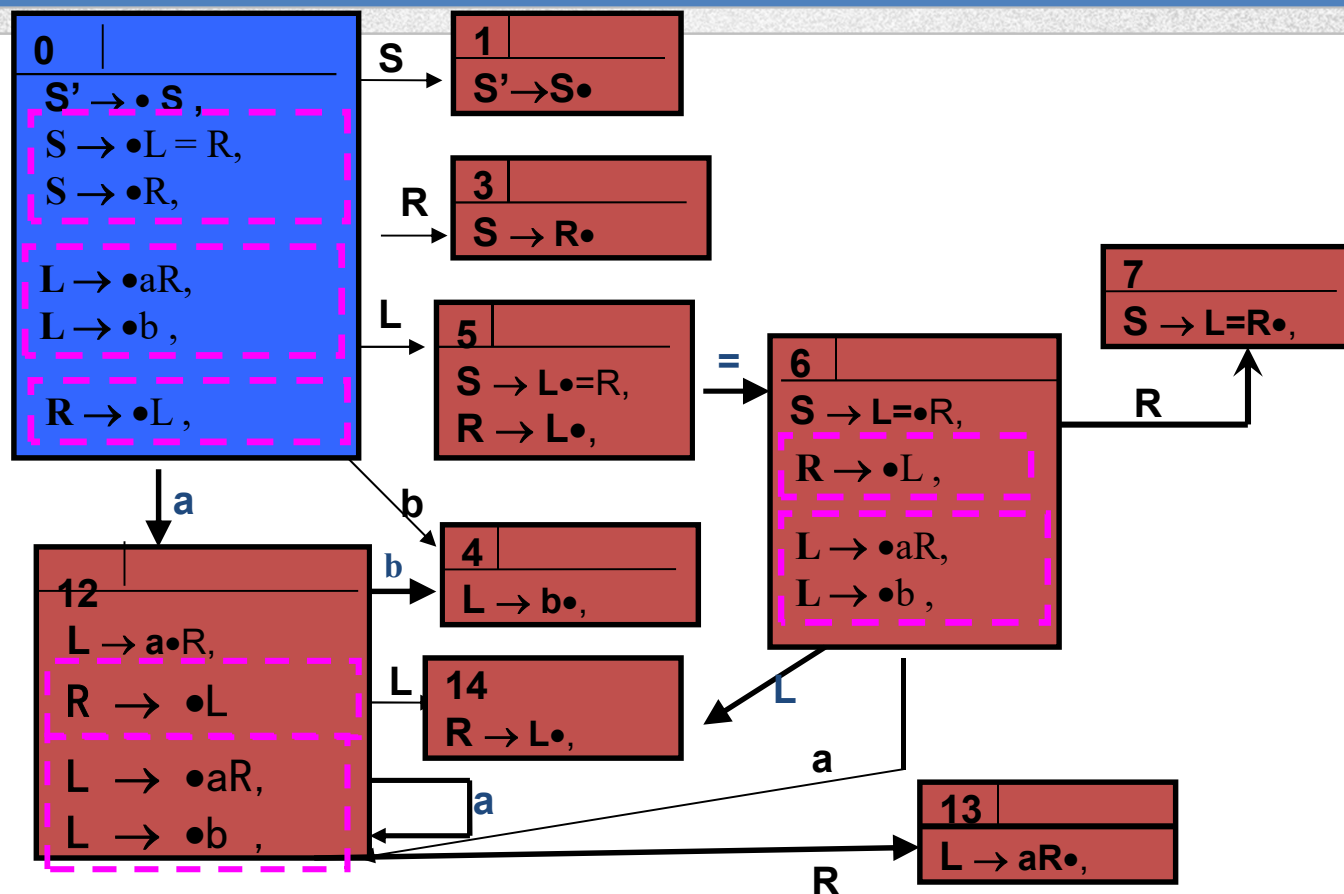 0
S' → • S ,
S → •L = R,
S → •R,
L → •aR,
L → •b ,
R → •L ,
S
1
S'→S•
R
3
S → R•
L
5
S → L•=R,
R → L•,
=
6
S → L=•R,
R → •L ,
L → •aR,
L → •b ,
R
7
S → L=R•,
a
b
12
L → a•R,
R → •L
L → •aR,
L → •b ,
b
4
L → b•,
L
14
R → L•,
L
a
a
13
L → aR•,
R